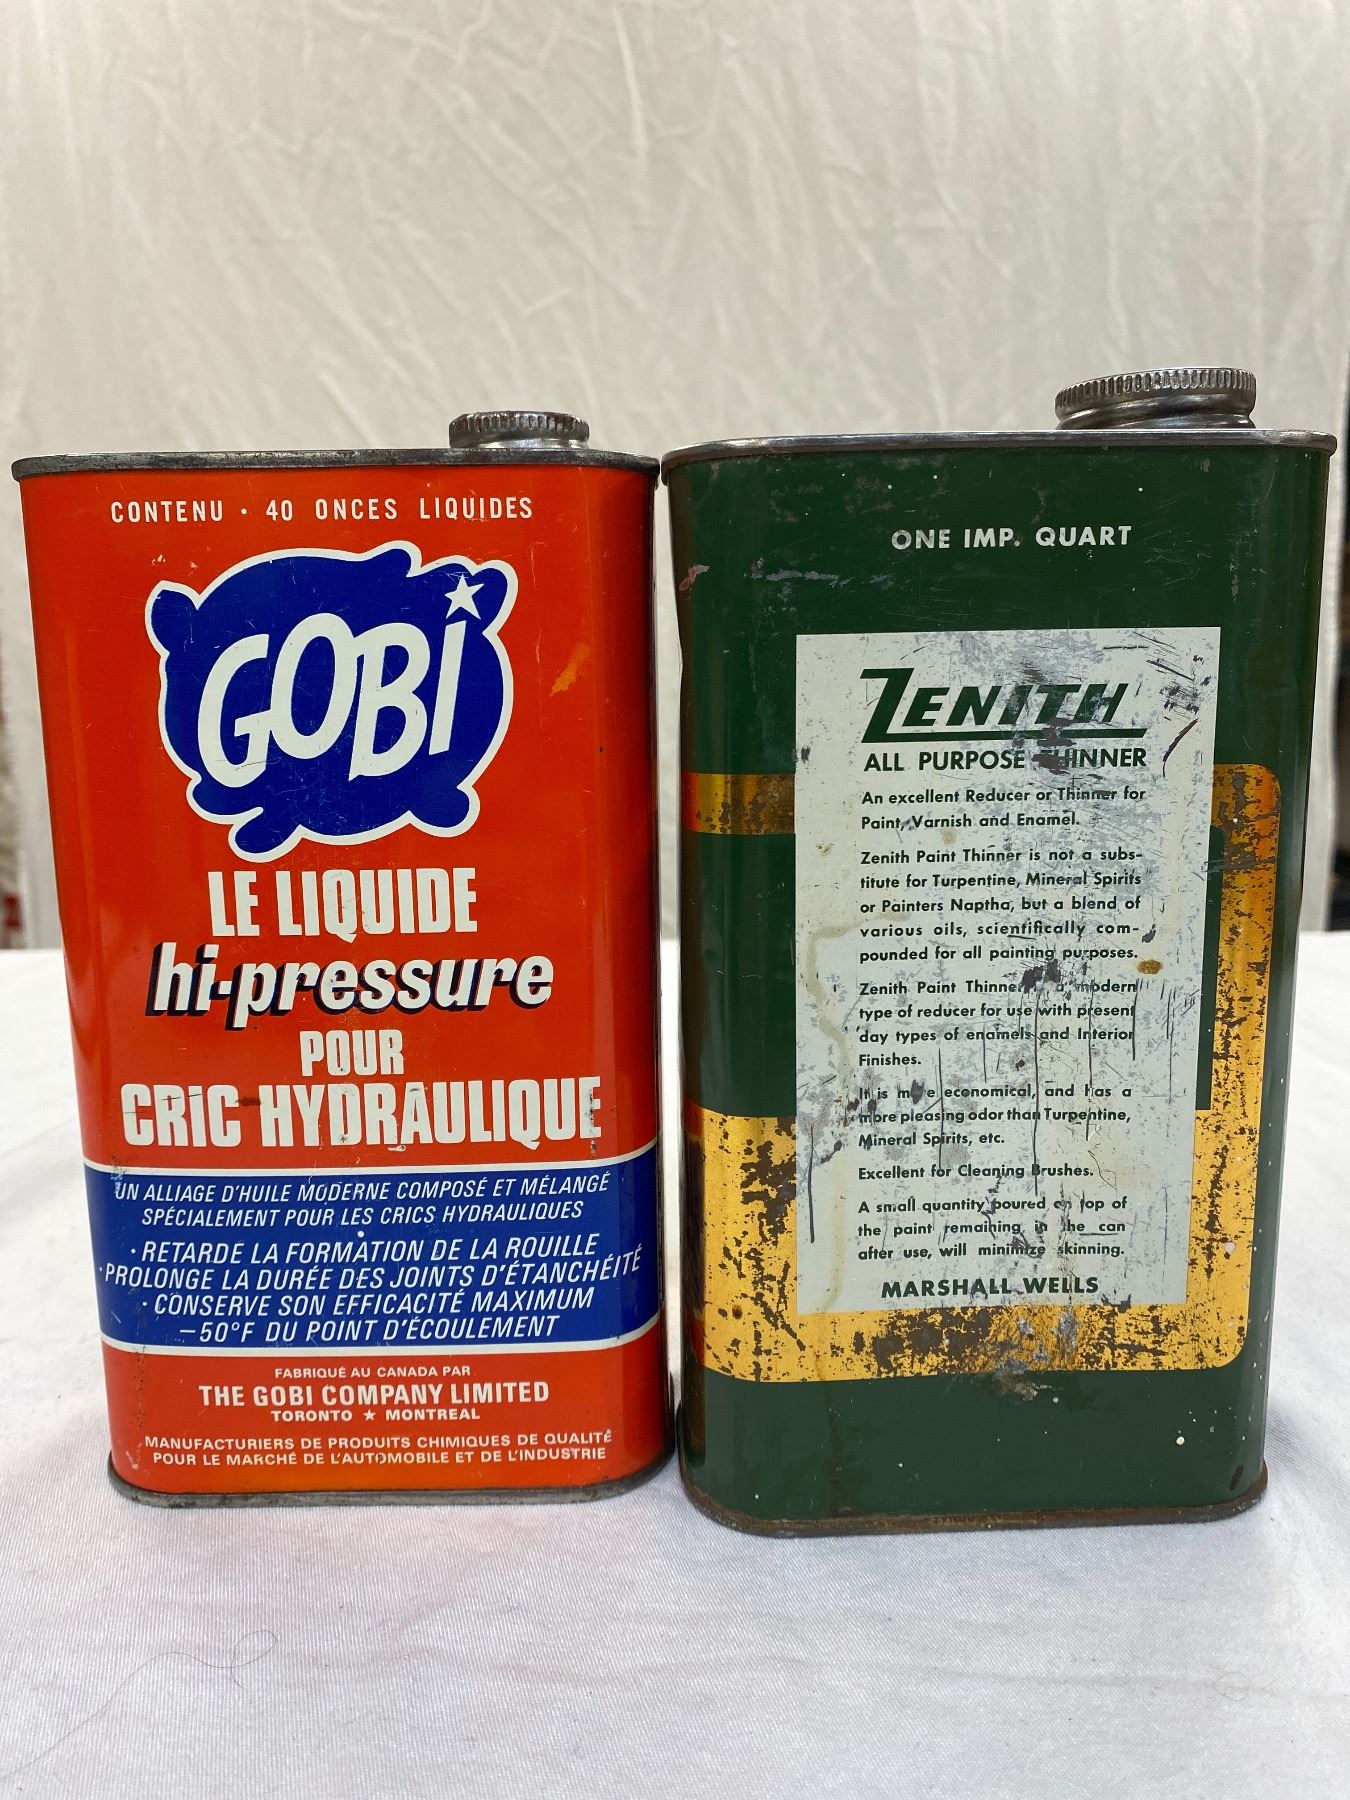 CONTENU • 40 ONCES LIQUIDES
GOBI
LE LIQUIDE
hi-pressure
POUR
CRIC HYDRAULIQUE
UN ALLIAGE D'HUILE MODERNE COMPOSÉ ET MÉLANGÉ
SPÉCIALEMENT POUR LES CRICS HYDRAULIQUES
• RETARDE LA FORMATION DE LA ROUILLE
• PROLONGE LA DURÉE DES JOINTS D'ÉTANCHÉITÉ
• CONSERVE SON EFFICACITÉ MAXIMUM
–50°F DU POINT D'ÉCOULEMENT
FABRIQUÉ AU CANADA PAR
THE GOBI COMPANY LIMITED
TORONTO ★ MONTREAL
MANUFACTURIERS DE PRODUITS CHIMIQUES DE QUALITÉ
POUR LE MARCHÉ DE L'AUTOMOBILE ET DE L'INDUSTRIE
ONE IMP. QUART
ZENITH
ALL PURPOSE THINNER
An excellent Reducer or Thinner for
Paint, Varnish and Enamel.
Zenith Paint Thinner is not a subs-
titute for Turpentine, Mineral Spirits
or Painters Naptha, but a blend of
various oils, scientifically com-
pounded for all painting purposes.
Zenith Paint Thinner is a modern
type of reducer for use with present
day types of enamels and Interior
Finishes.
It is more economical, and has a
more pleasing odor than Turpentine,
Mineral Spirits, etc.
Excellent for Cleaning Brushes.
A small quantity poured on top of
the paint remaining in the can
after use, will minimize skinning.
MARSHALL WELLS